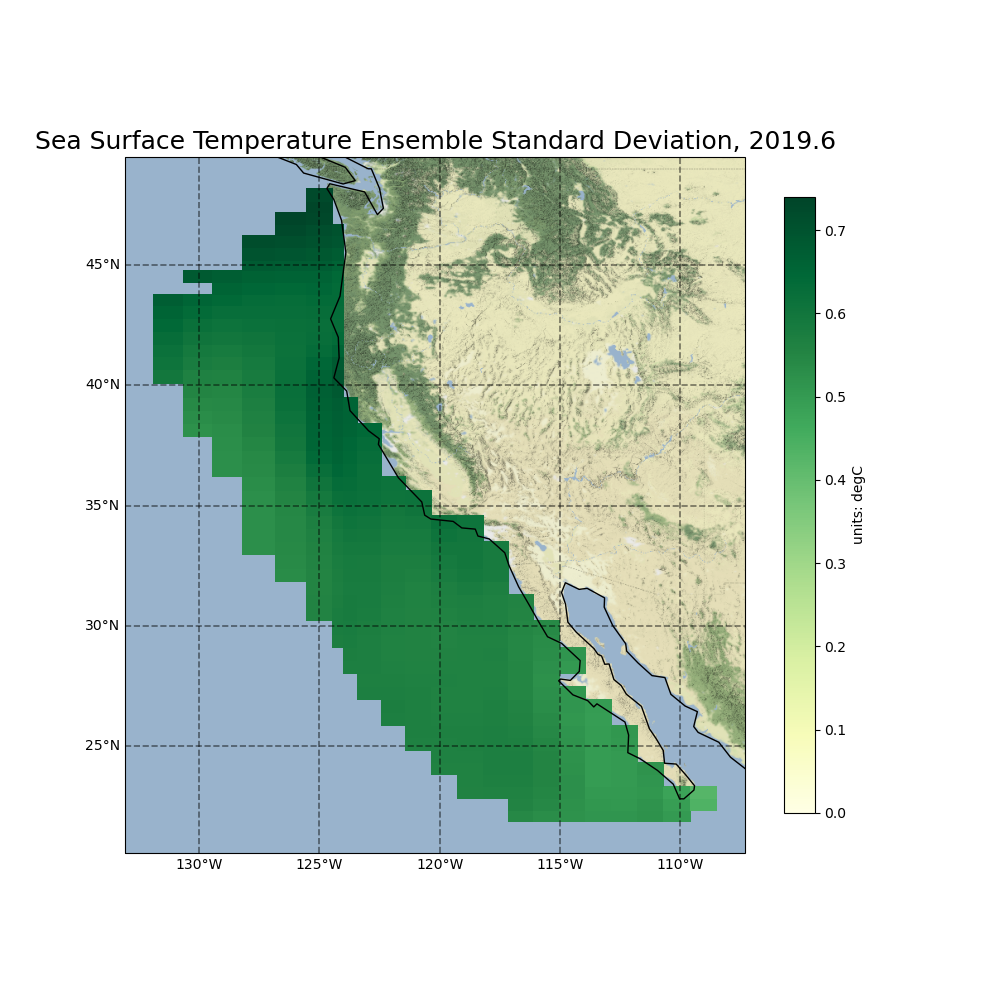 Sea Surface Temperature Ensemble Standard Deviation, 2019.6
45°N
40°N
35°N
30°N
25°N
130°W 125°W 120°W 115°W 110°W
0.7
0.6
0.5
0.4
0.3
0.2
0.1
0.0
units: degC